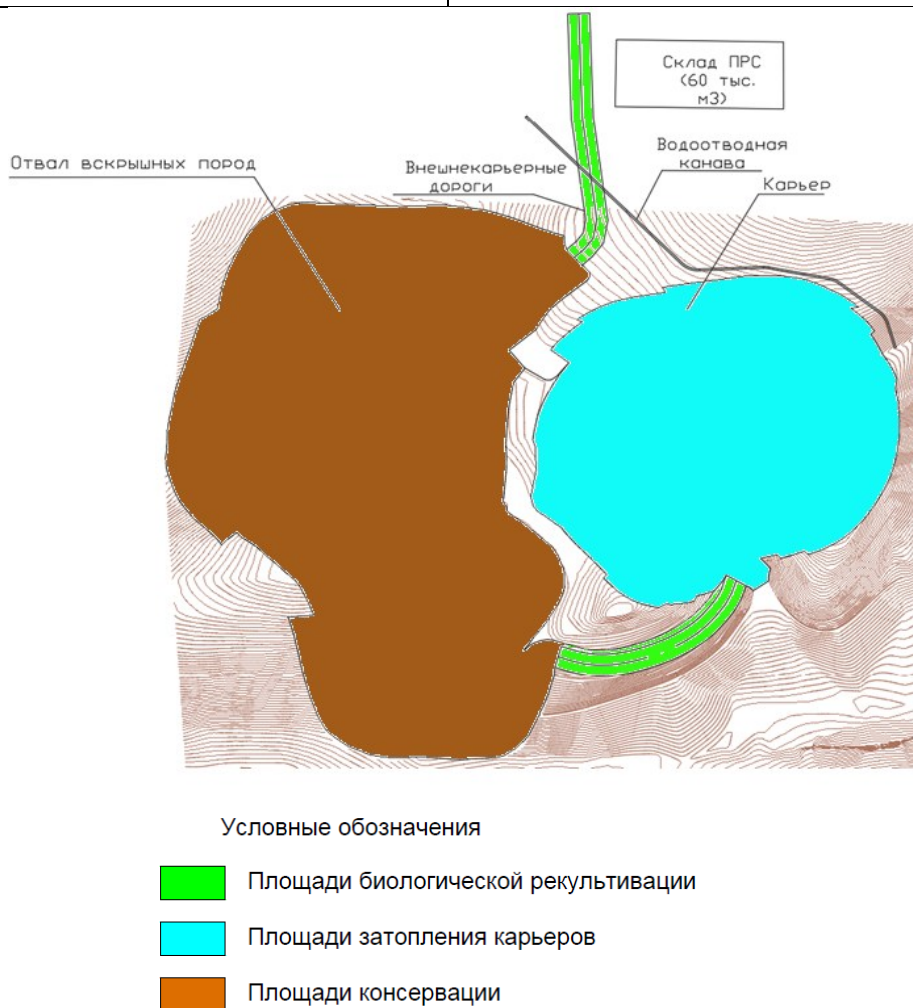 Склад ПРС
(60 тыс.
м3)
Водоотводная
канава
Отвал вскрышных пород
Внешнекарьерные
дороги
Карьер
Условные обозначения
Площади биологической рекультивации
Площади затопления карьеров
Площади консервации